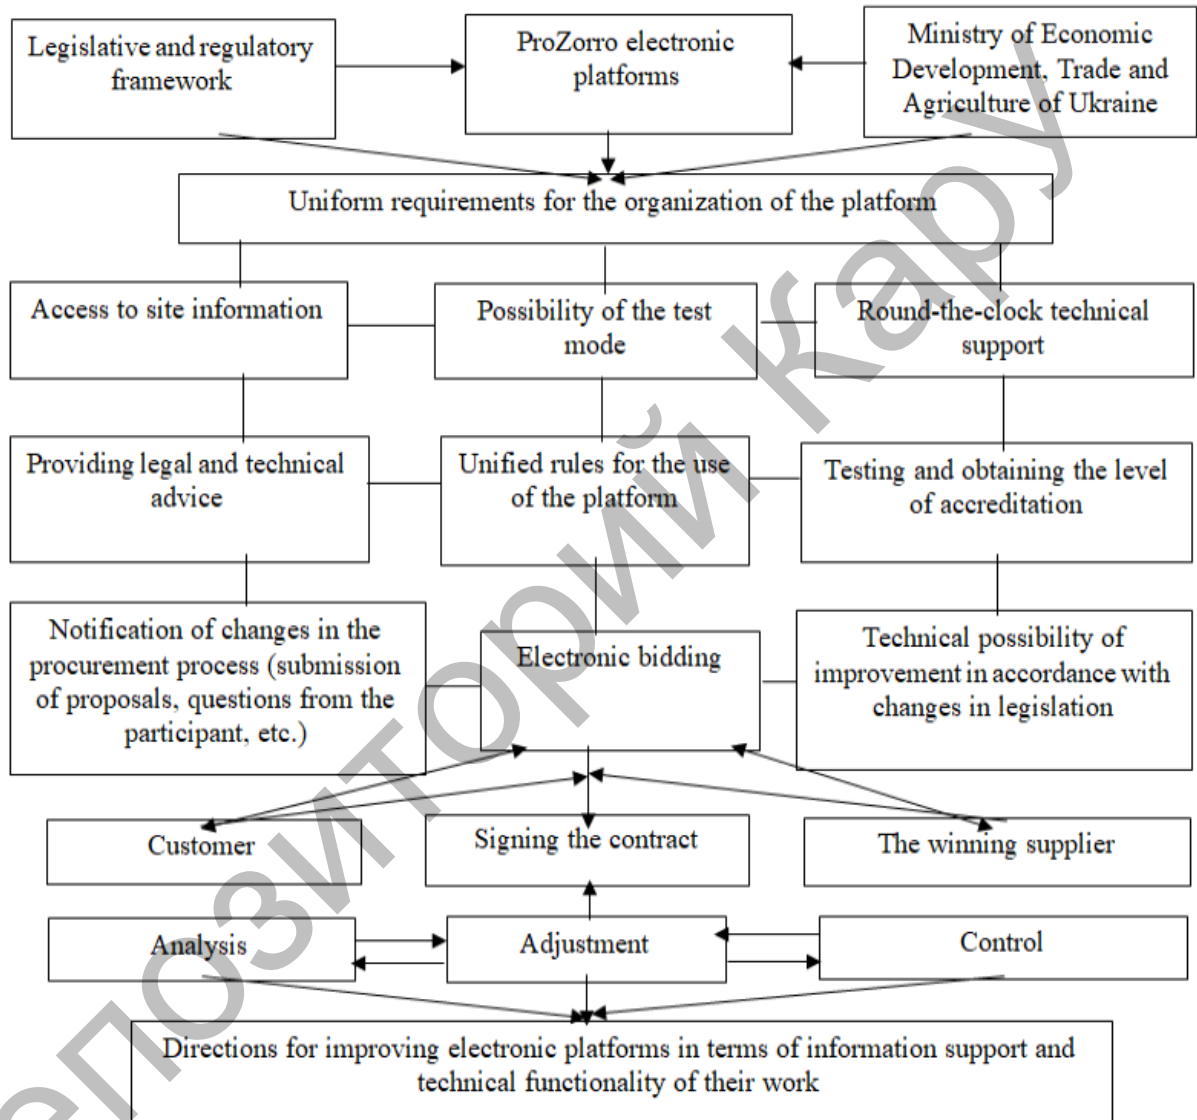 Legislative and regulatory
framework
ProZorro electronic
platforms
Ministry of Economic
Development, Trade and
Agriculture of Ukraine
Uniform requirements for the organization of the platform
Access to site information
Possibility of the test
mode
Round-the-clock technical
support
Providing legal and technical
advice
Unified rules for the use
of the platform
Testing and obtaining the level
of accreditation
Notification of changes in the
procurement process (submission
of proposals, questions from the
participant, etc.)
Electronic bidding
Technical possibility of
improvement in accordance with
changes in legislation
Customer
Signing the contract
The winning supplier
Analysis
Adjustment
Control
Directions for improving electronic platforms in terms of information support and
technical functionality of their work
епозиторий Кару